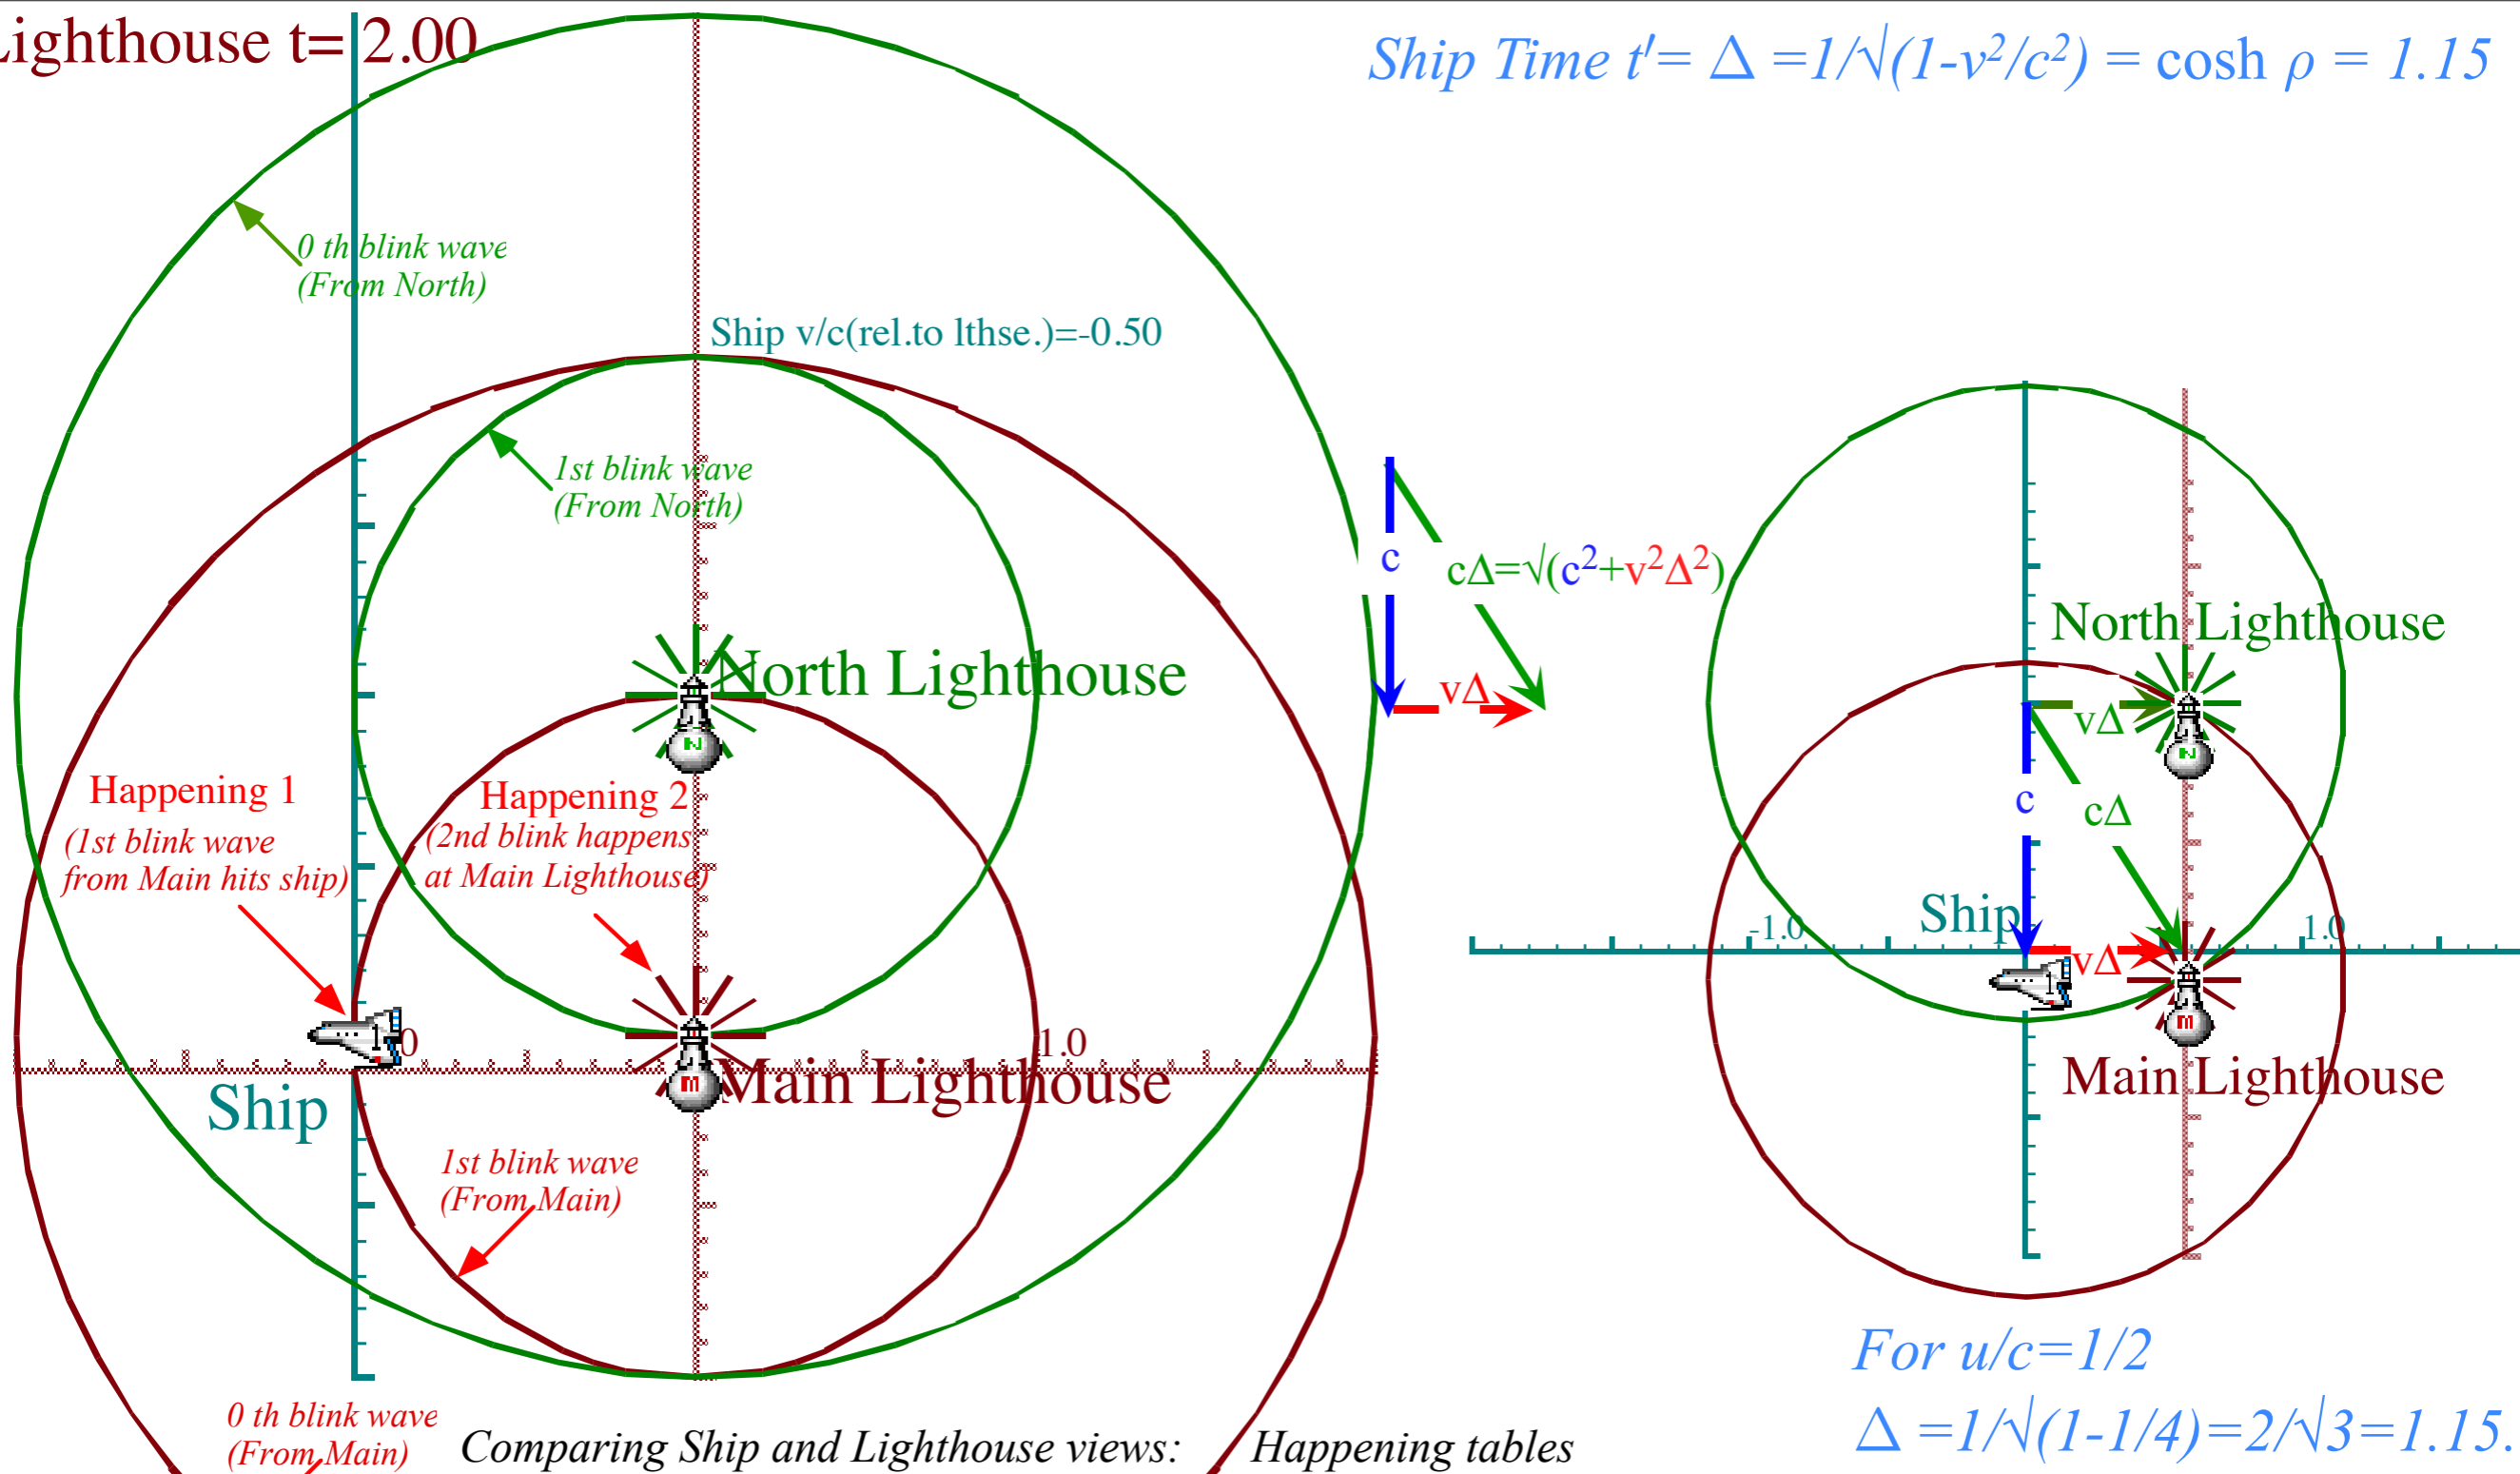 Lighthouse t= 2.00
Ship Time t′= Δ =1/√(1-v²/c²) = cosh ρ = 1.15
0 th blink wave
(From North)
Ship v/c(rel.to lthse.)=-0.50
1st blink wave
(From North)
c
cΔ=√(c²+v²Δ²)
vΔ
North Lighthouse
N
Happening 1
(1st blink wave
from Main hits ship)
Happening 2
(2nd blink happens
at Main Lighthouse)
0
1.0
Ship
Main Lighthouse
M
1st blink wave
(From Main)
0 th blink wave
(From Main)
North Lighthouse
vΔ
N
c
cΔ
Ship
-1.0
1.0
vΔ
M
Main Lighthouse
For u/c=1/2
Δ =1/√(1-1/4)=2/√3=1.15.
Comparing Ship and Lighthouse views: Happening tables